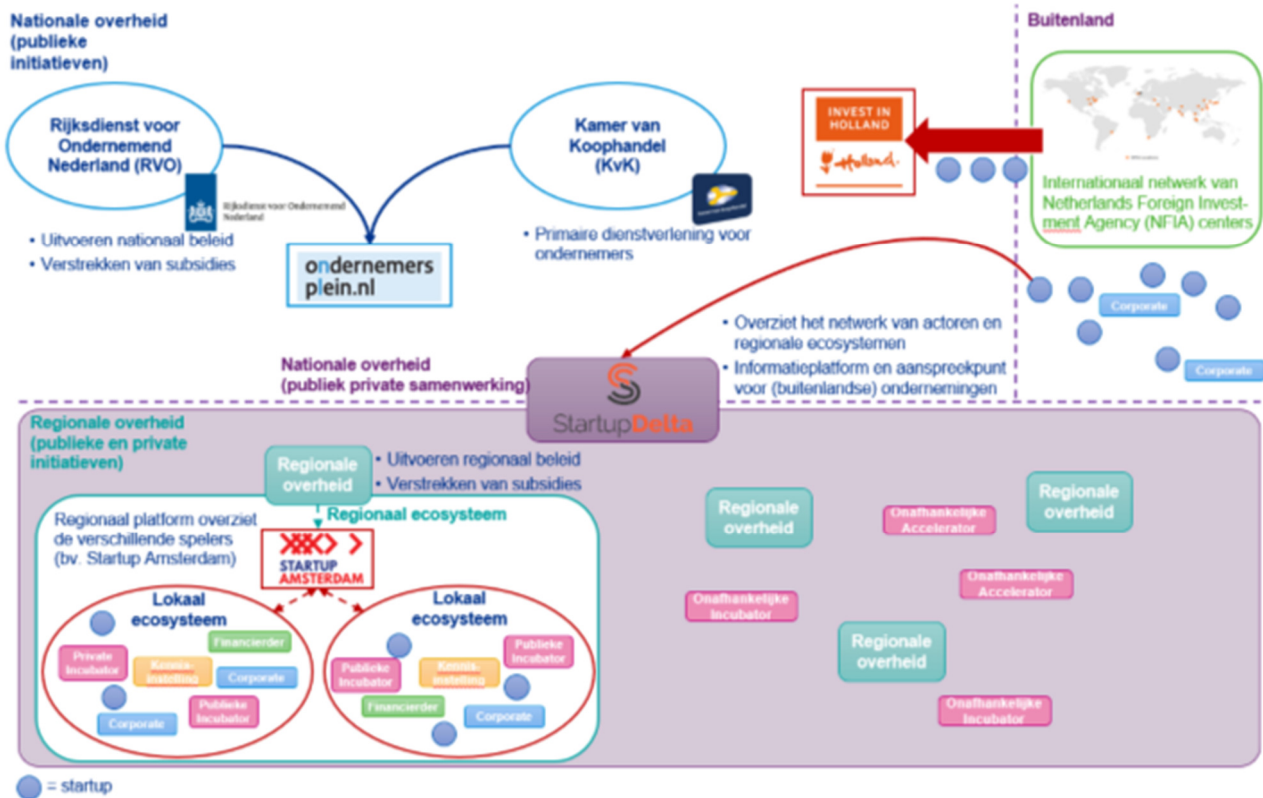 Nationale overheid
(publieke
initiatieven)
Buitenland
Rijksdienst voor
Ondernemend
Nederland (RVO)
Rijksdienst voor Ondernemend
Nederland
• Uitvoeren nationaal beleid
• Verstrekken van subsidies
ondernemers
plein.nl
Kamer van
Koophandel
(KvK)
• Primaire dienstverlening voor
ondernemers
INVEST IN
HOLLAND
Holland.
Internationaal netwerk van
Netherlands Foreign Invest-
ment Agency (NFIA) centers
Corporate
Corporate
• Overziet het netwerk van actoren en
regionale ecosystemen
• Informatieplatform en aanspreekpunt
voor (buitenlandse) ondernemingen
Nationale overheid
(publiek private samenwerking)
StartupDelta
Regionale overheid
(publieke en private
initiatieven)
Regionale
overheid
• Uitvoeren regionaal beleid
• Verstrekken van subsidies
Regionaal ecosysteem
Regionaal platform overziet
de verschillende spelers
(bv. Startup Amsterdam)
STARTUP
AMSTERDAM
Lokaal
ecosysteem
Financierder
Private
Incubator
Kennis-
instelling
Corporate
Publieke
Incubator
Corporate
Lokaal
ecosysteem
Publieke
Incubator
Publieke
Incubator
Kennis-
instelling
Financierder
Corporate
Regionale
overheid
Onafhankelijke
Accelerator
Regionale
overheid
Onafhankelijke
Accelerator
Onafhankelijke
Incubator
Regionale
overheid
Onafhankelijke
Incubator
= startup